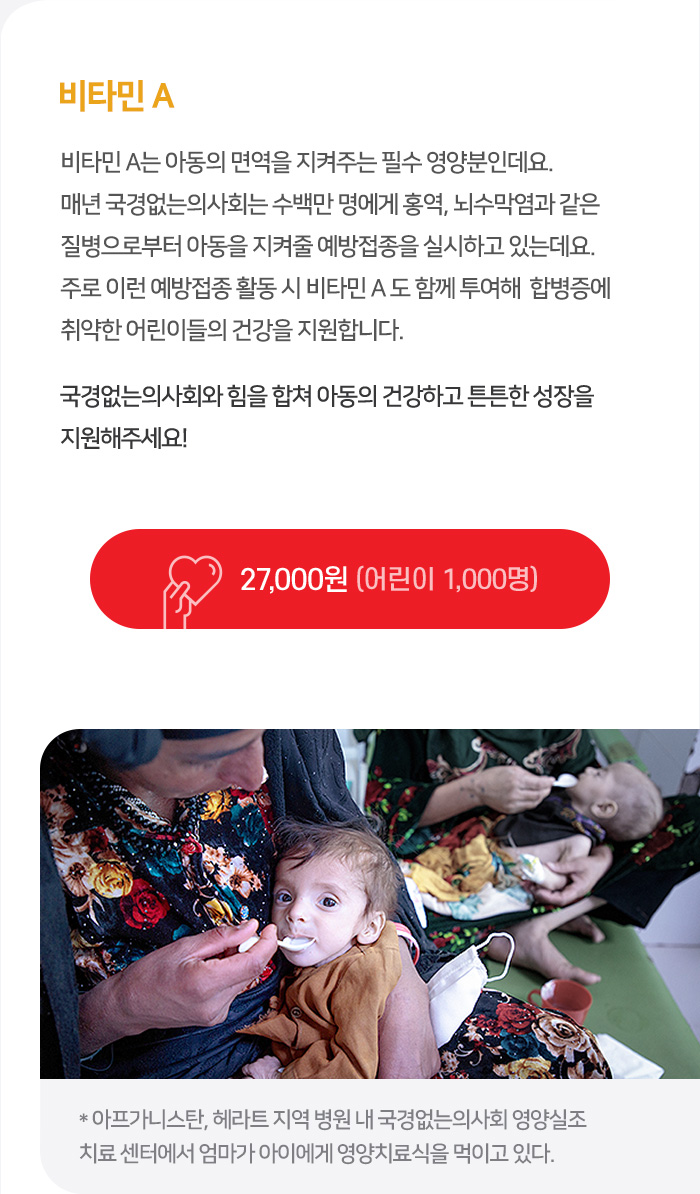 비타민 A
비타민 A는 아동의 면역을 지켜주는 필수 영양분인데요.
매년 국경없는의사회는 수백만 명에게 홍역, 뇌수막염과 같은
질병으로부터 아동을 지켜줄 예방접종을 실시하고 있는데요.
주로 이런 예방접종 활동 시 비타민 A 도 함께 투여해 합병증에
취약한 어린이들의 건강을 지원합니다.
국경없는의사회와 힘을 합쳐 아동의 건강하고 튼튼한 성장을
지원해주세요!
27,000원 (어린이 1,000명)
* 아프가니스탄, 헤라트 지역 병원 내 국경없는의사회 영양실조
치료 센터에서 엄마가 아이에게 영양치료식을 먹이고 있다.